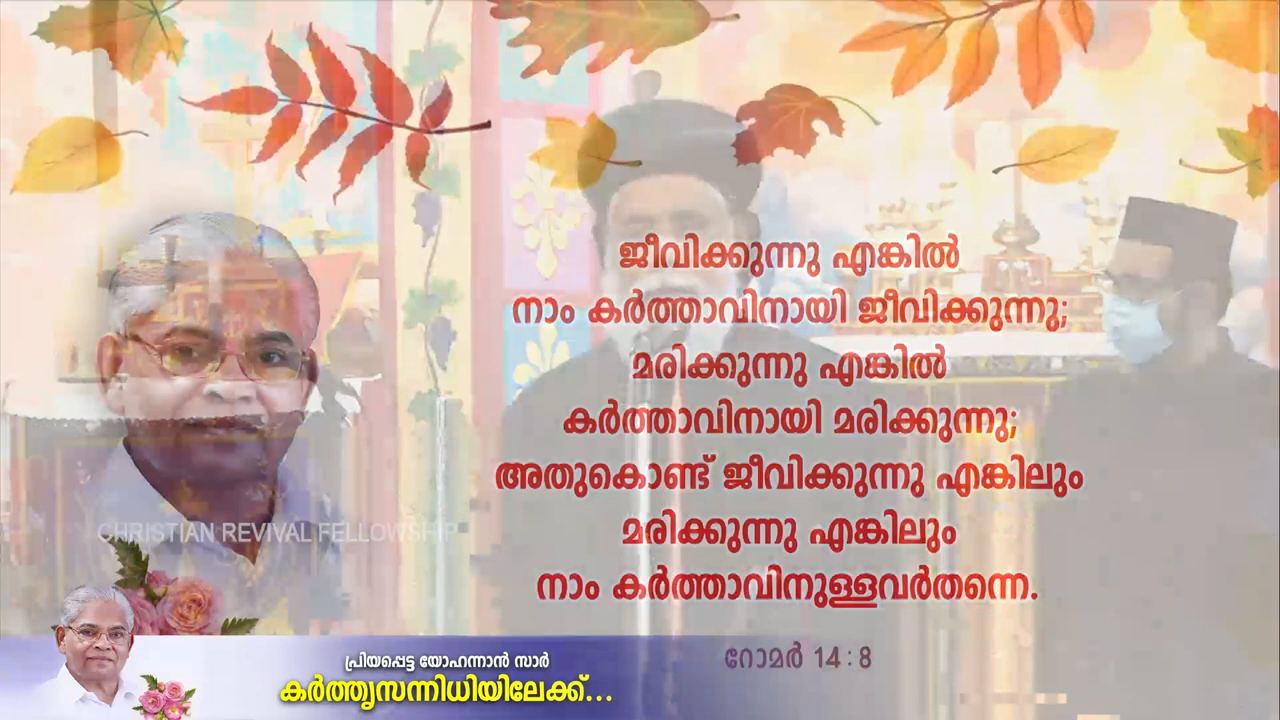 ജീവിക്കുന്നു എങ്കിൽ
നാം കർത്താവിനായി ജീവിക്കുന്നു;
മരിക്കുന്നു എങ്കിൽ
കർത്താവിനായി മരിക്കുന്നു;
അതുകൊണ്ട് ജീവിക്കുന്നു എങ്കിലും
മരിക്കുന്നു എങ്കിലും
നാം കർത്താവിനുള്ളവർതന്നെ.
റോമർ 14 : 8
CHRISTIAN REVIVAL FELLOWSHIP
പ്രിയപ്പെട്ട യോഹന്നാൻ സാർ
കർത്തൃസന്നിധിയിലേക്ക്...